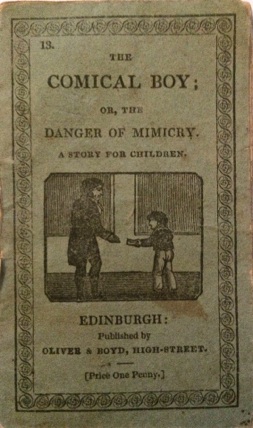 13.
THE
COMICAL BOY;
OR, THE
DANGER OF MIMICRY.
A STORY FOR CHILDREN.
EDINBURGH:
Published by
OLIVER & BOYD, HIGH-STREET.
[Price One Penny.]